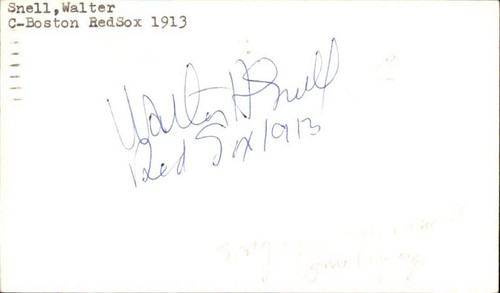 Snell,Walter
C-Boston RedSox 1913
Walter H Snell
Red Sox 1913